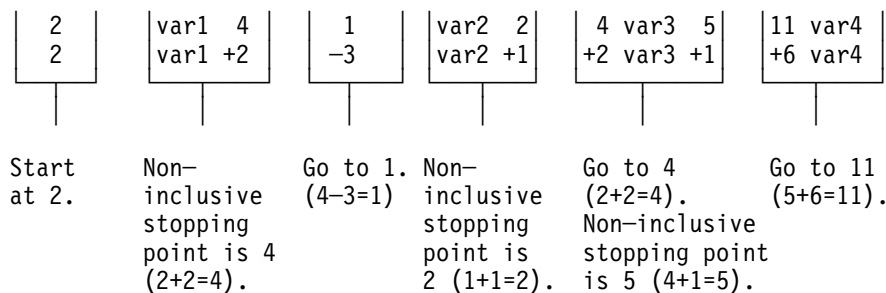 2 var1 4 1 var2 2 4 var3 5 11 var4
2 var1 +2 —3 var2 +1 +2 var3 +1 +6 var4
Start Non— Go to 1. Non— Go to 4 Go to 11
at 2. inclusive (4—3=1) inclusive (2+2=4). (5+6=11).
stopping stopping Non—inclusive
point is 4 point is stopping point
(2+2=4). 2 (1+1=2). is 5 (4+1=5).